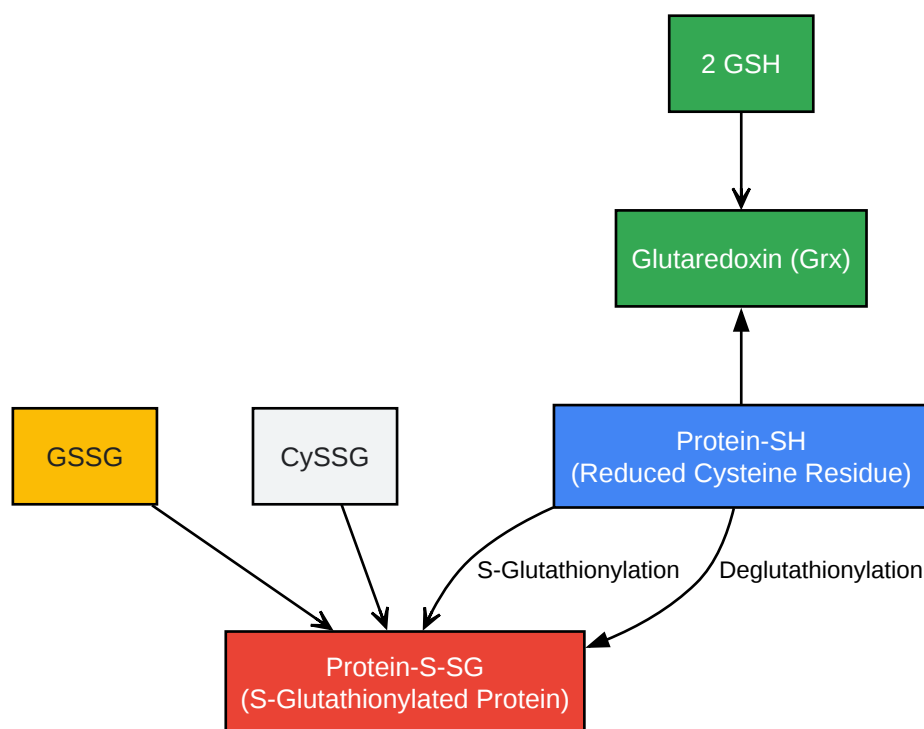 2 GSH
Glutaredoxin (Grx)
GSSG
CySSG
Protein-SH
(Reduced Cysteine Residue)
S-Glutathionylation
Deglutathionylation
Protein-S-SG
(S-Glutathionylated Protein)